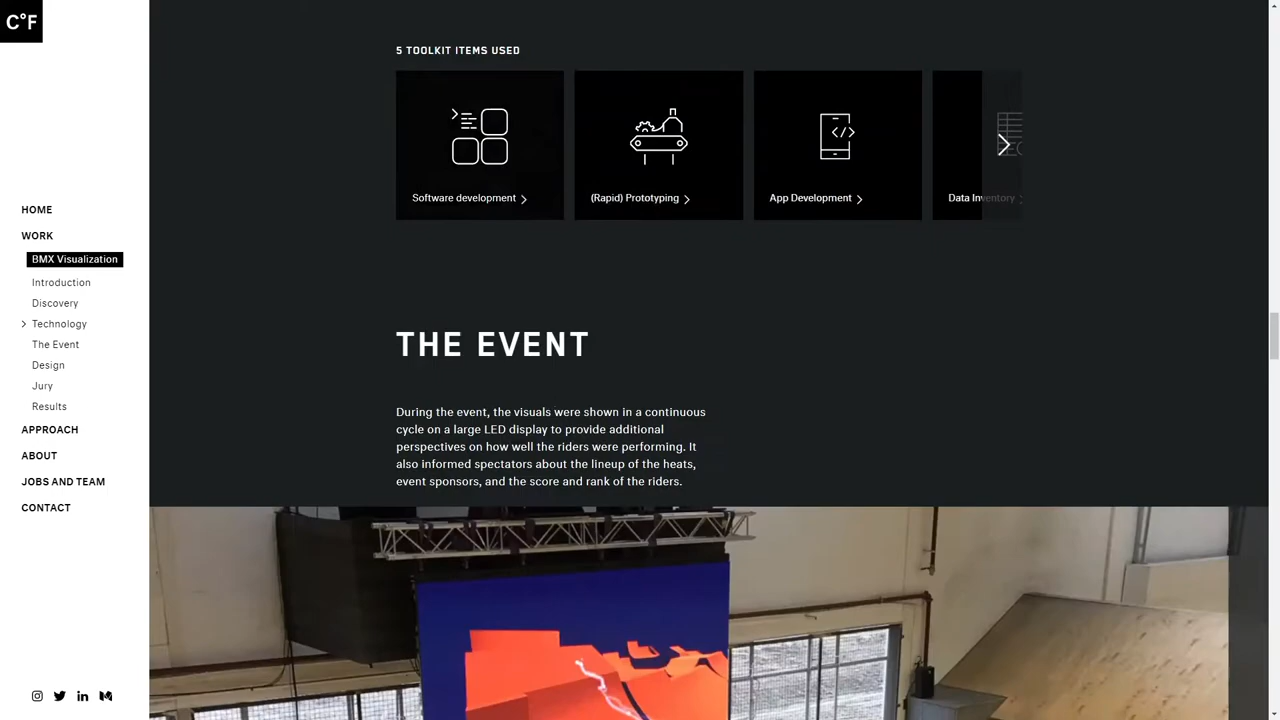 C°F
HOME
WORK
BMX Visualization
Introduction
Discovery
Technology
The Event
Design
Jury
Results
APPROACH
ABOUT
JOBS AND TEAM
CONTACT
5 TOOLKIT ITEMS USED
Software development
(Rapid) Prototyping
App Development
Data Inventory
THE EVENT
During the event, the visuals were shown in a continuous
cycle on a large LED display to provide additional
perspectives on how well the riders were performing. It
also informed spectators about the lineup of the heats,
event sponsors, and the score and rank of the riders.